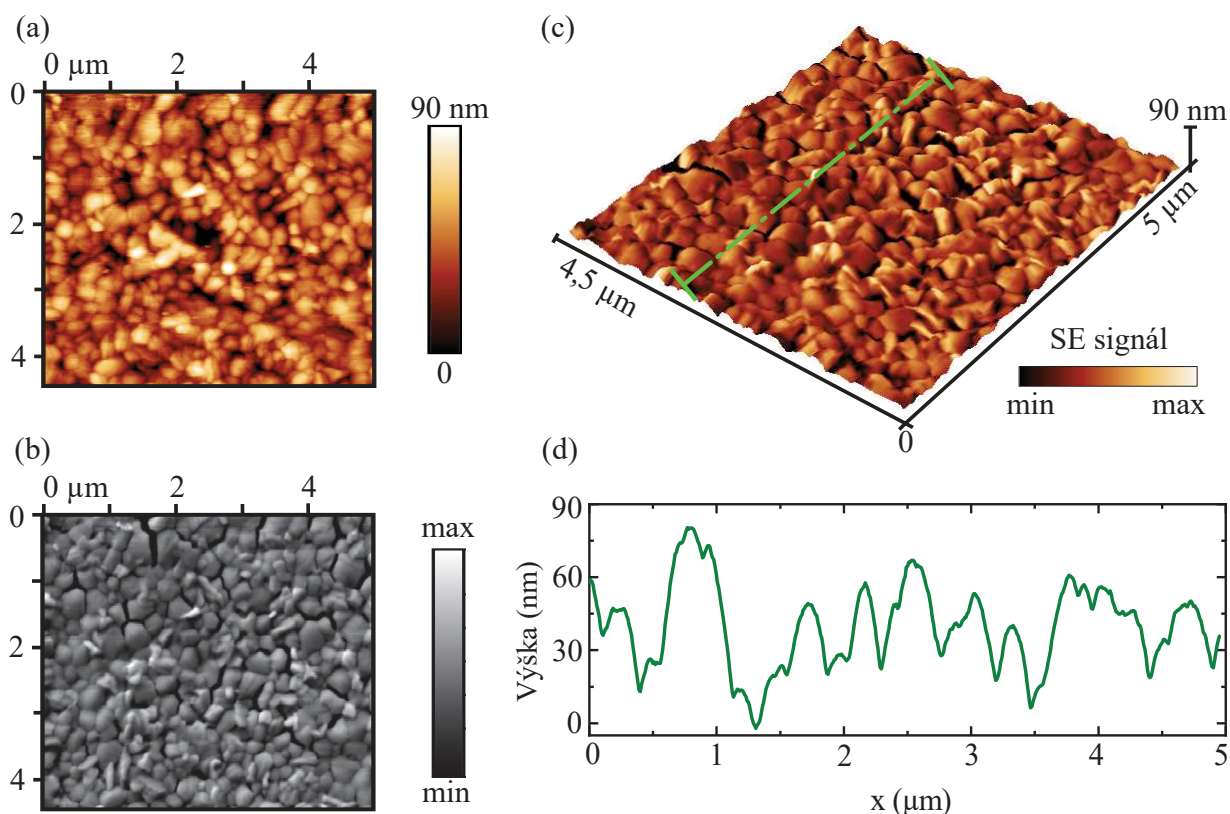 (a)
0 µm 2 4
0
2
4
90 nm
0
(b)
0 µm 2 4
0
2
4
max
min
(c)
90 nm
5 µm
4,5 µm
0
SE signál
min max
(d)
Výška (nm)
90
60
30
0
0 1 2 3 4 5
x (µm)